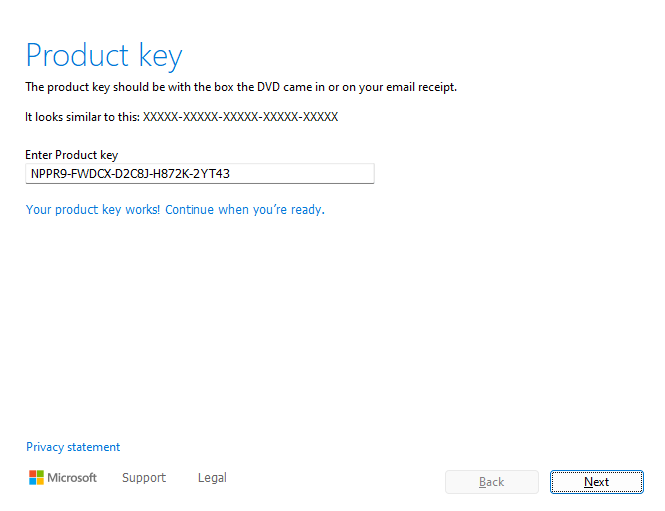 Product key
The product key should be with the box the DVD came in or on your email receipt.
It looks similar to this: XXXXX-XXXXX-XXXXX-XXXXX-XXXXX
Enter Product key
NPPR9-FWDCX-D2C8J-H872K-2YT43
Your product key works! Continue when you're ready.
Privacy statement
Microsoft Support Legal Back Next